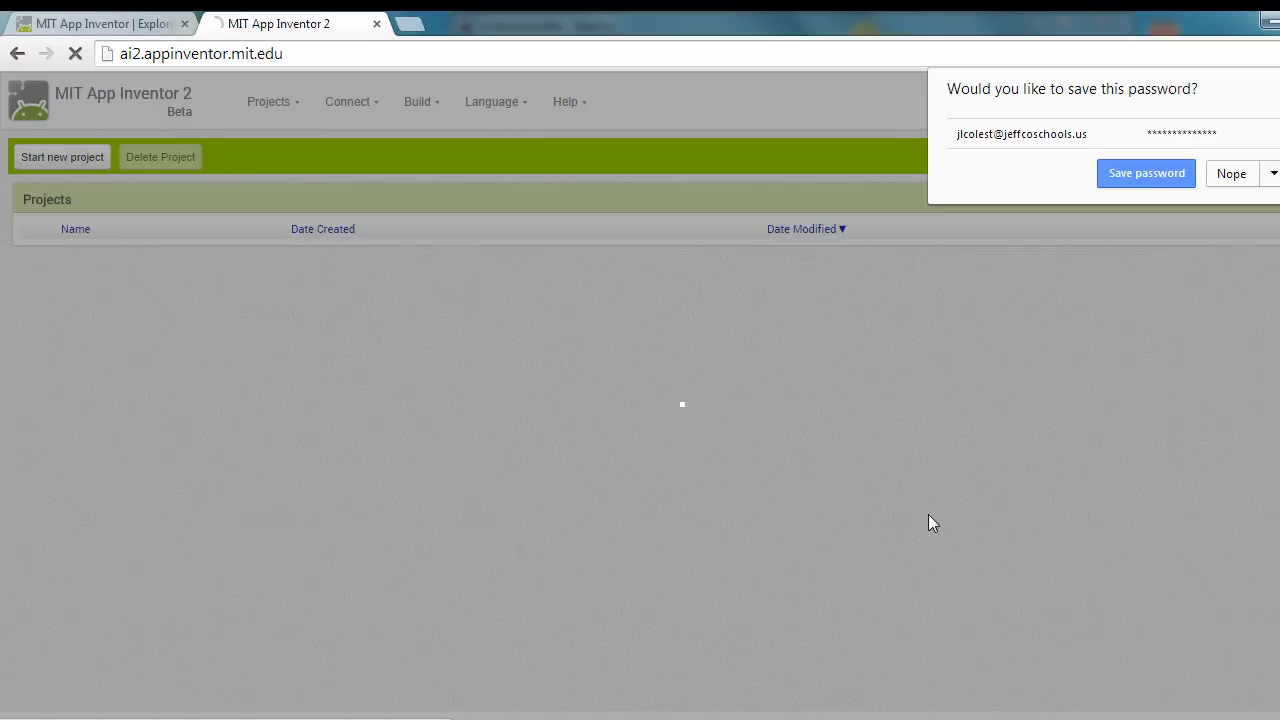 MIT App Inventor | Explor
MIT App Inventor 2
ai2.appinventor.mit.edu
MIT App Inventor 2
Beta
Projects
Connect
Build
Language
Help
Would you like to save this password?
jlcolest@jeffcoschools.us **************
Save password
Nope
Start new project
Delete Project
Projects
Name
Date Created
Date Modified ▼